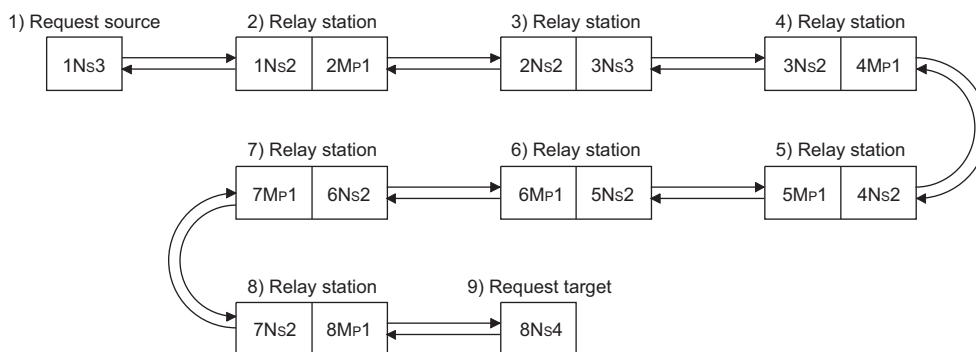 1) Request source
2) Relay station
3) Relay station
4) Relay station
1Ns3
1Ns2
2MP1
2Ns2
3Ns3
3Ns2
4MP1
7) Relay station
6) Relay station
5) Relay station
7MP1
6Ns2
6MP1
5Ns2
5MP1
4Ns2
8) Relay station
9) Request target
7Ns2
8MP1
8Ns4